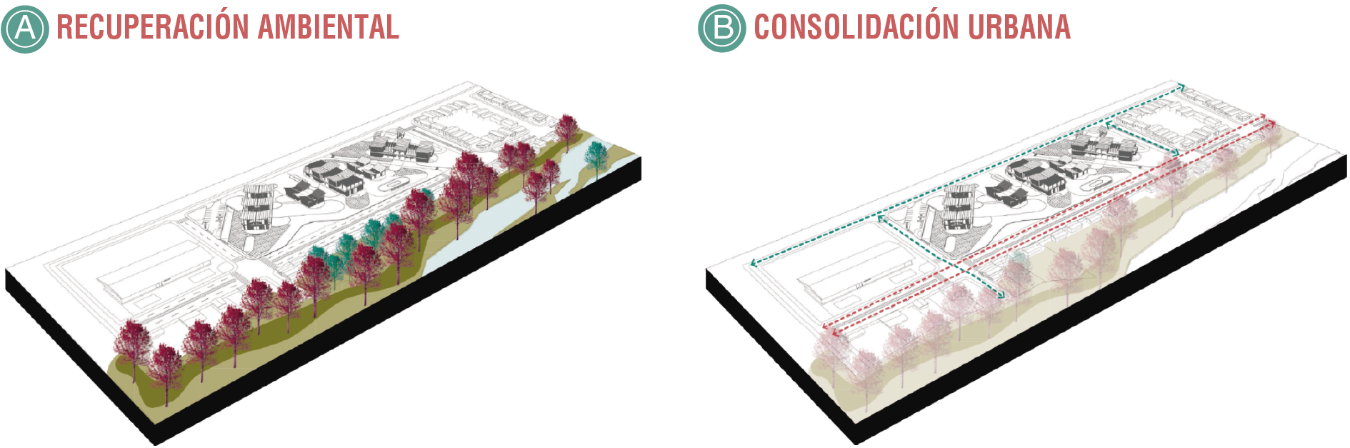 A RECUPERACIÓN AMBIENTAL
B CONSOLIDACIÓN URBANA